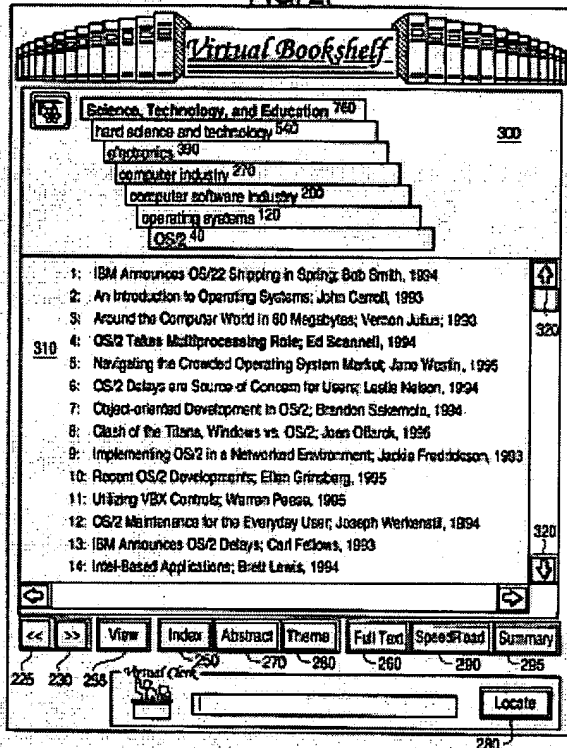 Virtual Bookshelf
Science, Technology, and Education 760
hard science and technology 540
electronics 390
computer industry 270
computer software industry 200
operating systems 120
OS/2 40
300
1: IBM Announces OS/22 Shipping in Spring; Bob Smith, 1994
2: An Introduction to Operating Systems; John Carroll, 1993
3: Around the Computer World in 60 Megabytes; Vernon Julius; 1993
4: OS/2 Takes Multiprocessing Role; Ed Scannell, 1994
5: Navigating the Crowded Operating System Market; Jane Westin, 1995
6: OS/2 Delays are Source of Concern for Users; Leslie Nelson, 1994
7: Object-oriented Development in OS/2; Brandon Sakemoto, 1994
8: Clash of the Titans, Windows vs. OS/2; Joan 1995
9: Implementing OS/2 in a Networked Environment; Jackie Fredrickson, 1993
10: Recent OS/2 Developments; Ellen Grinsberg, 1995
11: Utilizing VBX Controls; Warren Pease, 1995
12: OS/2 Maintenance for the Everyday User; Joseph Werkenstil, 1994
13: IBM Announces OS/2 Delays; Carl Fellows, 1993
14: Intel-Based Applications; Brett Lewis, 1994
310
320
320
<< >> View Index Abstract Theme Full Text SpeedRead Summary
225 230 255 250 270 280 260 290 295
Virtual Clerk
Locate
280